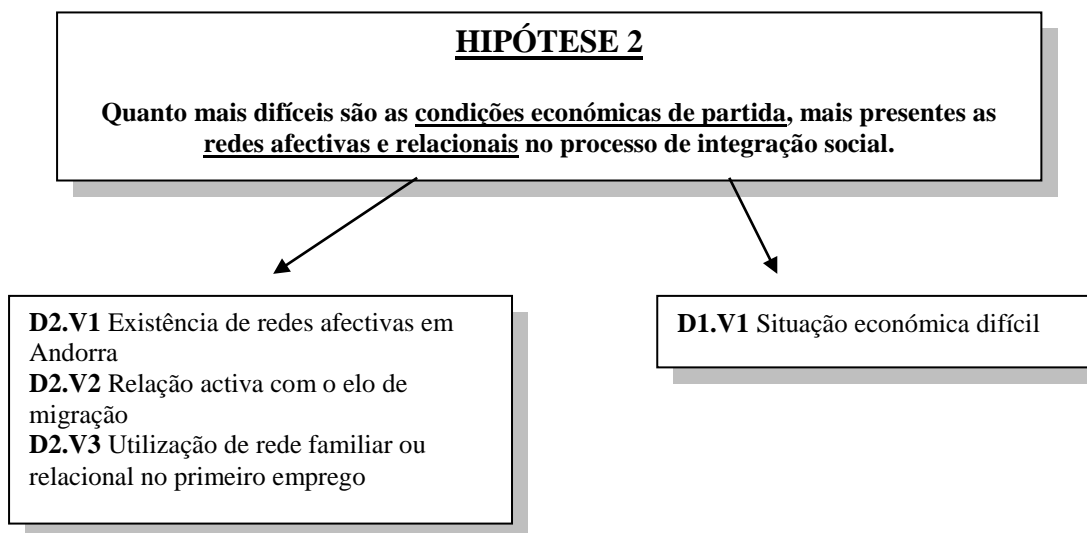 HIPÓTESE 2
Quanto mais difíceis são as condições económicas de partida, mais presentes as
redes afectivas e relacionais no processo de integração social.
D2.V1 Existência de redes afectivas em
Andorra
D2.V2 Relação activa com o elo de
migração
D2.V3 Utilização de rede familiar ou
relacional no primeiro emprego
D1.V1 Situação económica difícil